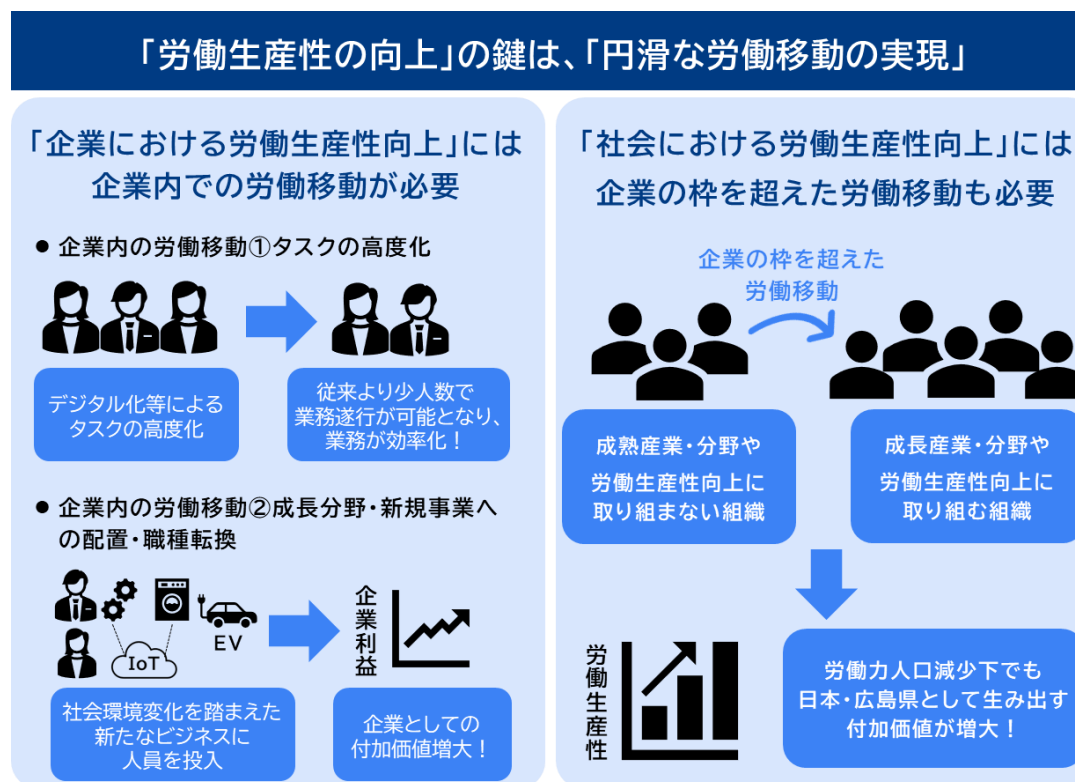 「労働生産性の向上」の鍵は、「円滑な労働移動の実現」
「企業における労働生産性向上」には
企業内での労働移動が必要
● 企業内の労働移動①タスクの高度化
デジタル化等による
タスクの高度化
従来より少人数で
業務遂行が可能となり、
業務が効率化！
● 企業内の労働移動②成長分野・新規事業へ
の配置・職種転換
EV
IoT
企業利益
社会環境変化を踏まえた
新たなビジネスに
人員を投入
企業としての
付加価値増大！
「社会における労働生産性向上」には
企業の枠を超えた労働移動も必要
企業の枠を超えた
労働移動
成熟産業・分野や
労働生産性向上に
取り組まない組織
成長産業・分野や
労働生産性向上に
取り組む組織
労働生産性
労働力人口減少下でも
日本・広島県として生み出す
付加価値が増大！